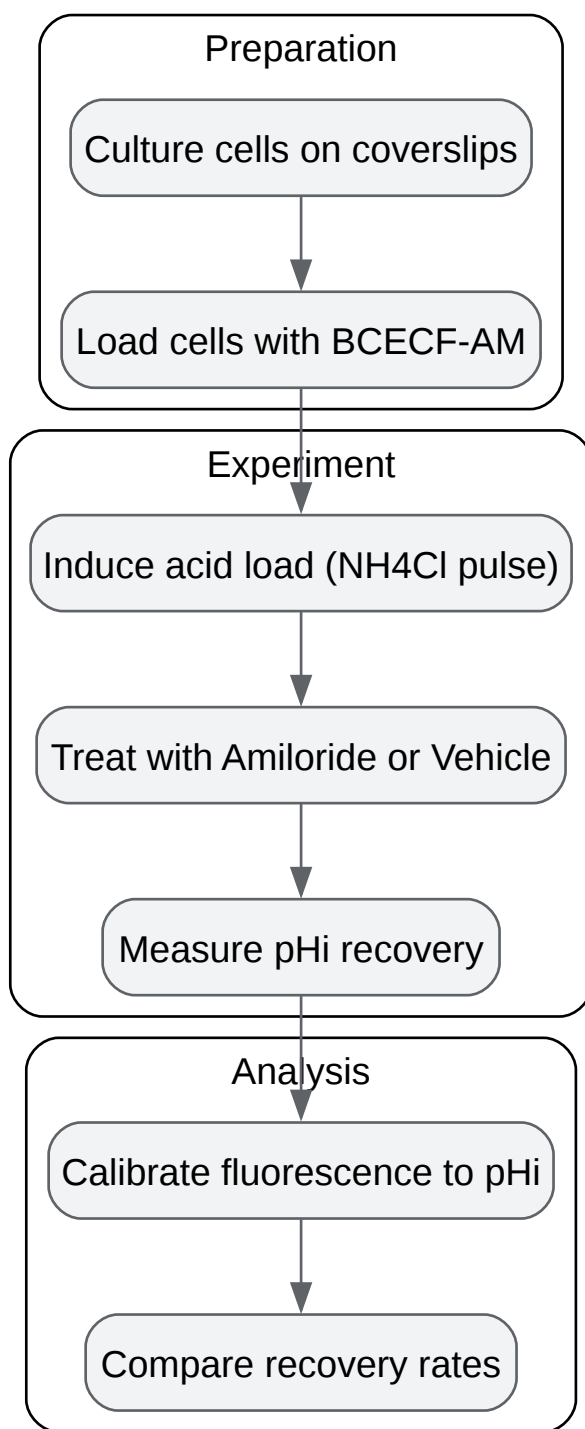 Preparation
Culture cells on coverslips
Load cells with BCECF-AM
Experiment
Induce acid load (NH4Cl pulse)
Treat with Amiloride or Vehicle
Measure pHi recovery
Analysis
Calibrate fluorescence to pHi
Compare recovery rates